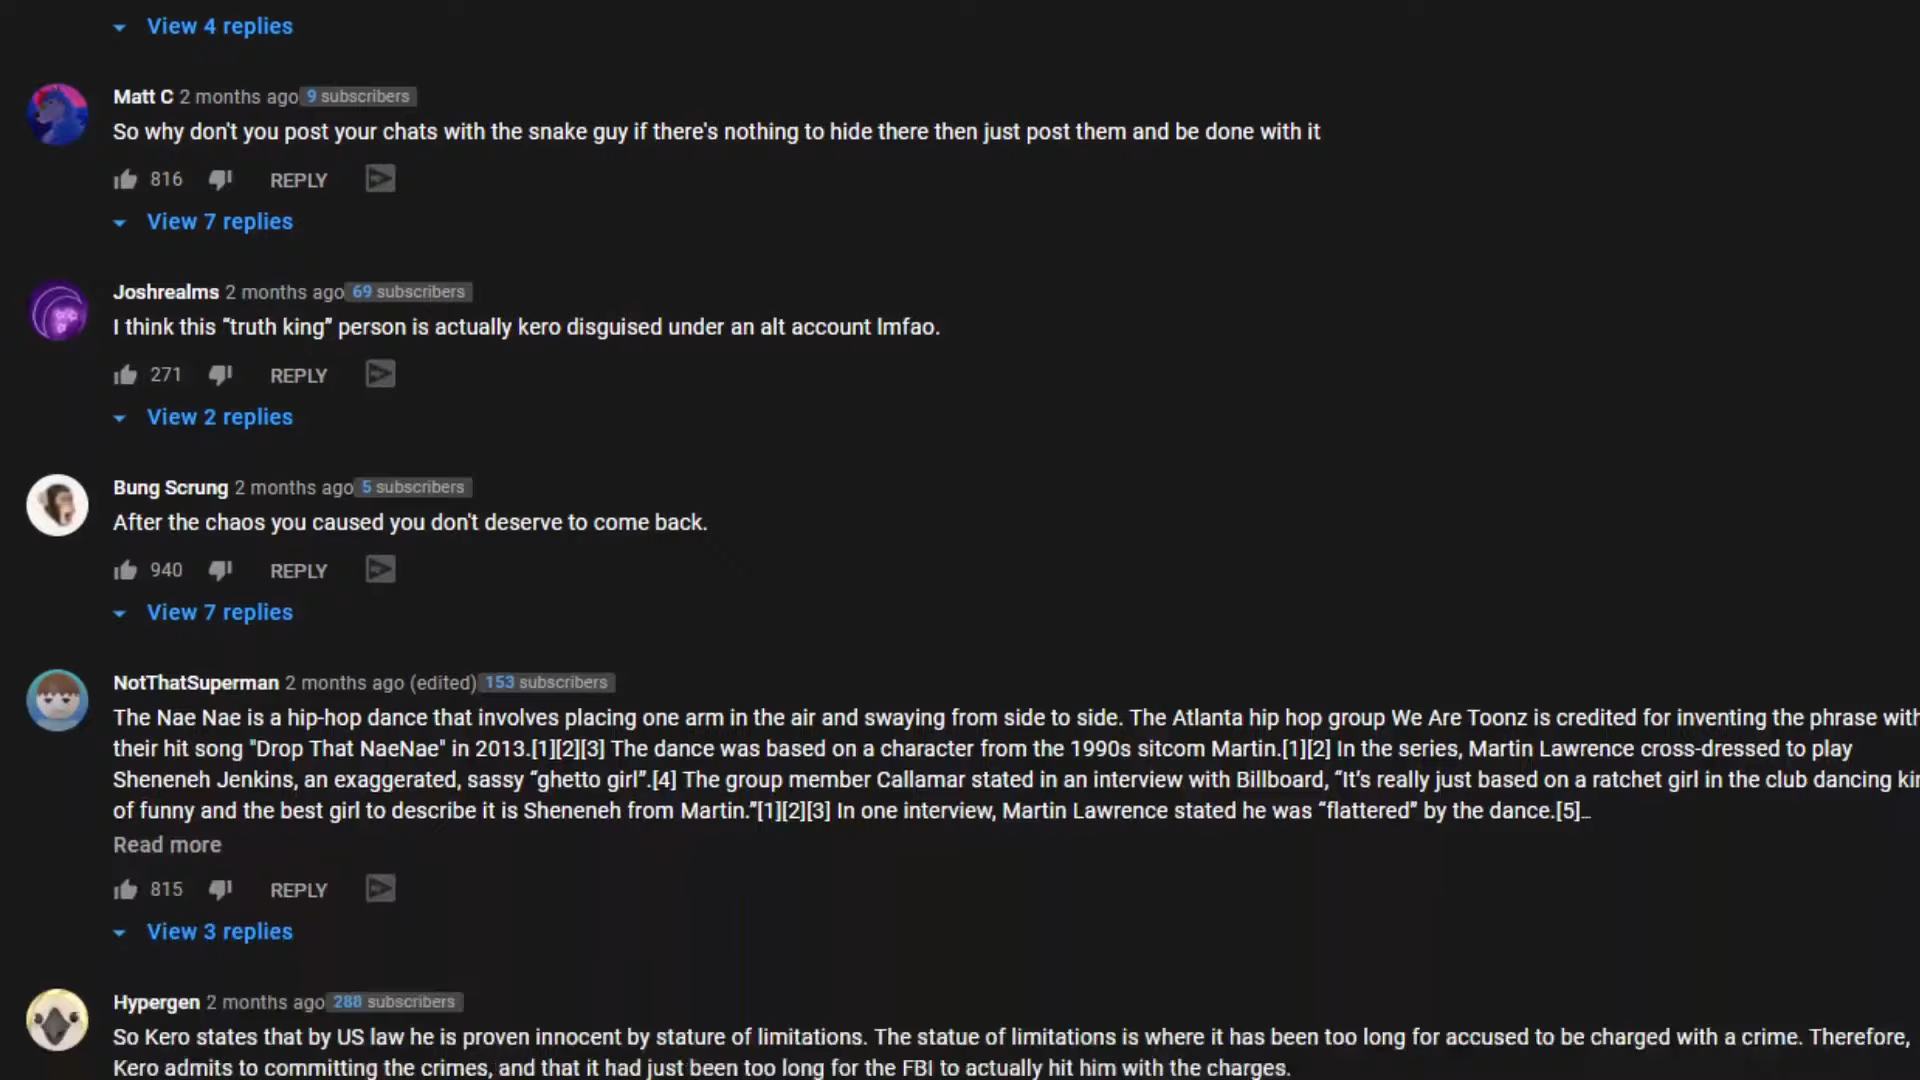 View 4 replies
Matt C 2 months ago 9 subscribers
So why don't you post your chats with the snake guy if there's nothing to hide there then just post them and be done with it
816 REPLY
View 7 replies
Joshrealms 2 months ago 69 subscribers
I think this “truth king” person is actually kero disguised under an alt account lmfao.
271 REPLY
View 2 replies
Bung Scrung 2 months ago 5 subscribers
After the chaos you caused you don't deserve to come back.
940 REPLY
View 7 replies
NotThatSuperman 2 months ago (edited) 153 subscribers
The Nae Nae is a hip-hop dance that involves placing one arm in the air and swaying from side to side. The Atlanta hip hop group We Are Toonz is credited for inventing the phrase with
their hit song "Drop That NaeNae" in 2013.[1][2][3] The dance was based on a character from the 1990s sitcom Martin.[1][2] In the series, Martin Lawrence cross-dressed to play
Sheneneh Jenkins, an exaggerated, sassy “ghetto girl”.[4] The group member Callamar stated in an interview with Billboard, “It’s really just based on a ratchet girl in the club dancing kin
of funny and the best girl to describe it is Sheneneh from Martin.”[1][2][3] In one interview, Martin Lawrence stated he was “flattered” by the dance.[5]…
Read more
815 REPLY
View 3 replies
Hypergen 2 months ago 288 subscribers
So Kero states that by US law he is proven innocent by stature of limitations. The statue of limitations is where it has been too long for accused to be charged with a crime. Therefore,
Kero admits to committing the crimes, and that it had just been too long for the FBI to actually hit him with the charges.